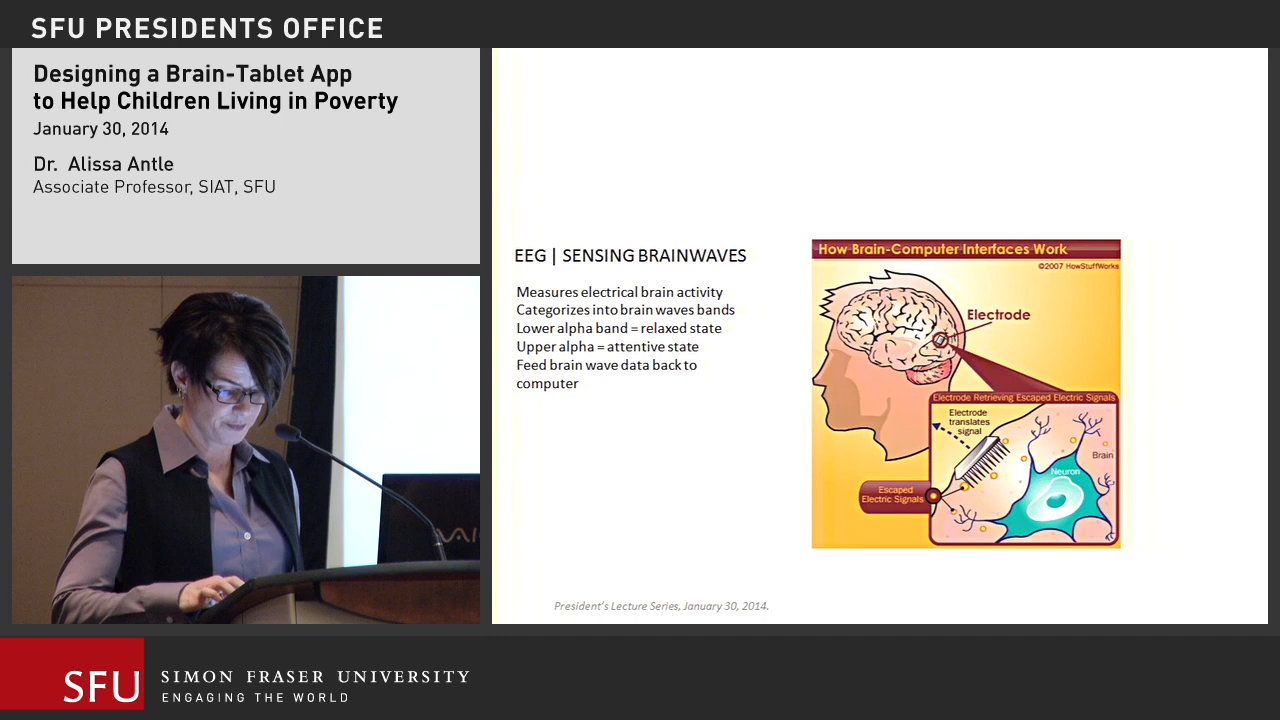 SFU PRESIDENTS OFFICE
Designing a Brain-Tablet App
to Help Children Living in Poverty
January 30, 2014
Dr. Alissa Antle
Associate Professor, SIAT, SFU
EEG | SENSING BRAINWAVES
Measures electrical brain activity
Categorizes into brain waves bands
Lower alpha band = relaxed state
Upper alpha = attentive state
Feed brain wave data back to
computer
How Brain-Computer Interfaces Work
©2007 HowStuffWorks
Electrode
Electrode Retrieving Escaped Electric Signals
Electrode
translates
signal
Brain
Neuron
Escaped
Electric Signals
President's Lecture Series, January 30, 2014.
SFU
SIMON FRASER UNIVERSITY
ENGAGING THE WORLD